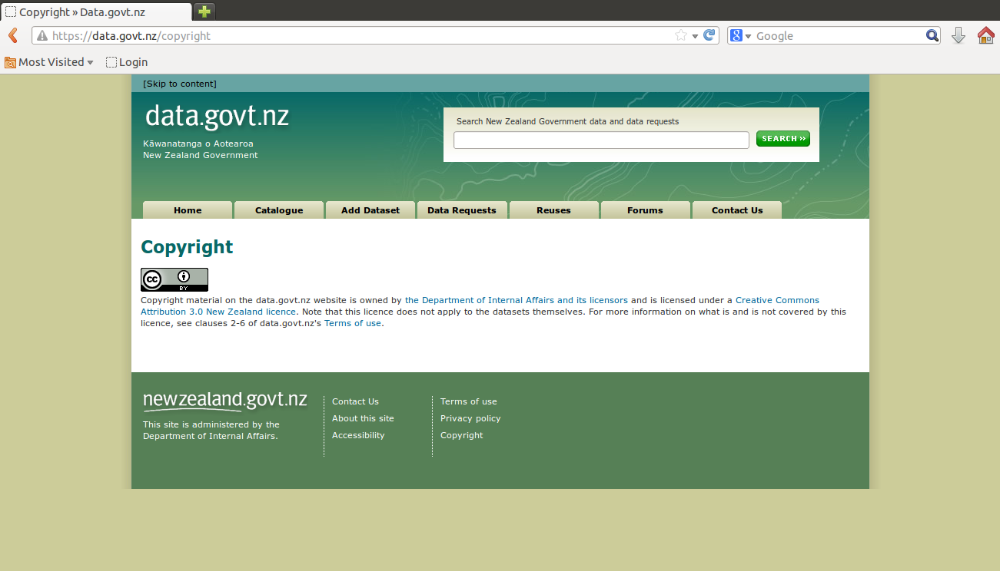 Copyright » Data.govt.nz
https://data.govt.nz/copyright
8 Google
Most Visited Login
[Skip to content]
data.govt.nz
Kāwanatanga o Aotearoa
New Zealand Government
Search New Zealand Government data and data requests
SEARCH »
Home Catalogue Add Dataset Data Requests Reuses Forums Contact Us
Copyright
cc BY
Copyright material on the data.govt.nz website is owned by the Department of Internal Affairs and its licensors and is licensed under a Creative Commons
Attribution 3.0 New Zealand licence. Note that this licence does not apply to the datasets themselves. For more information on what is and is not covered by this
licence, see clauses 2-6 of data.govt.nz's Terms of use.
newzealand.govt.nz
This site is administered by the
Department of Internal Affairs.
Contact Us
About this site
Accessibility
Terms of use
Privacy policy
Copyright